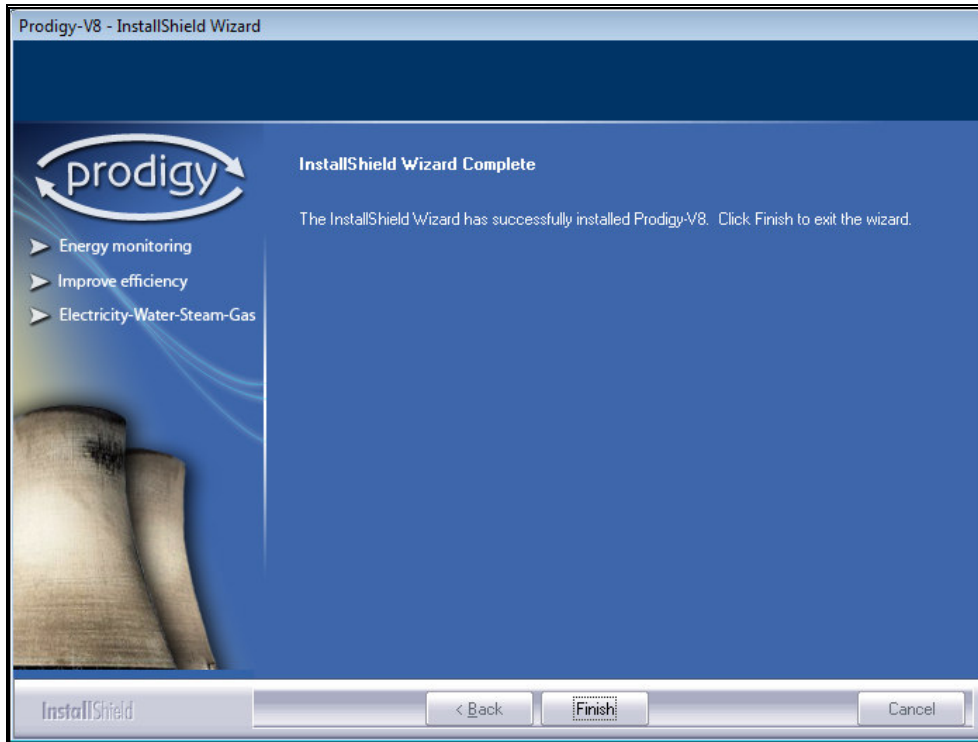 Prodigy-V8 - InstallShield Wizard
prodigy
Energy monitoring
Improve efficiency
Electricity-Water-Steam-Gas
InstallShield Wizard Complete
The InstallShield Wizard has successfully installed Prodigy-V8. Click Finish to exit the wizard.
InstallShield
< Back
Finish
Cancel